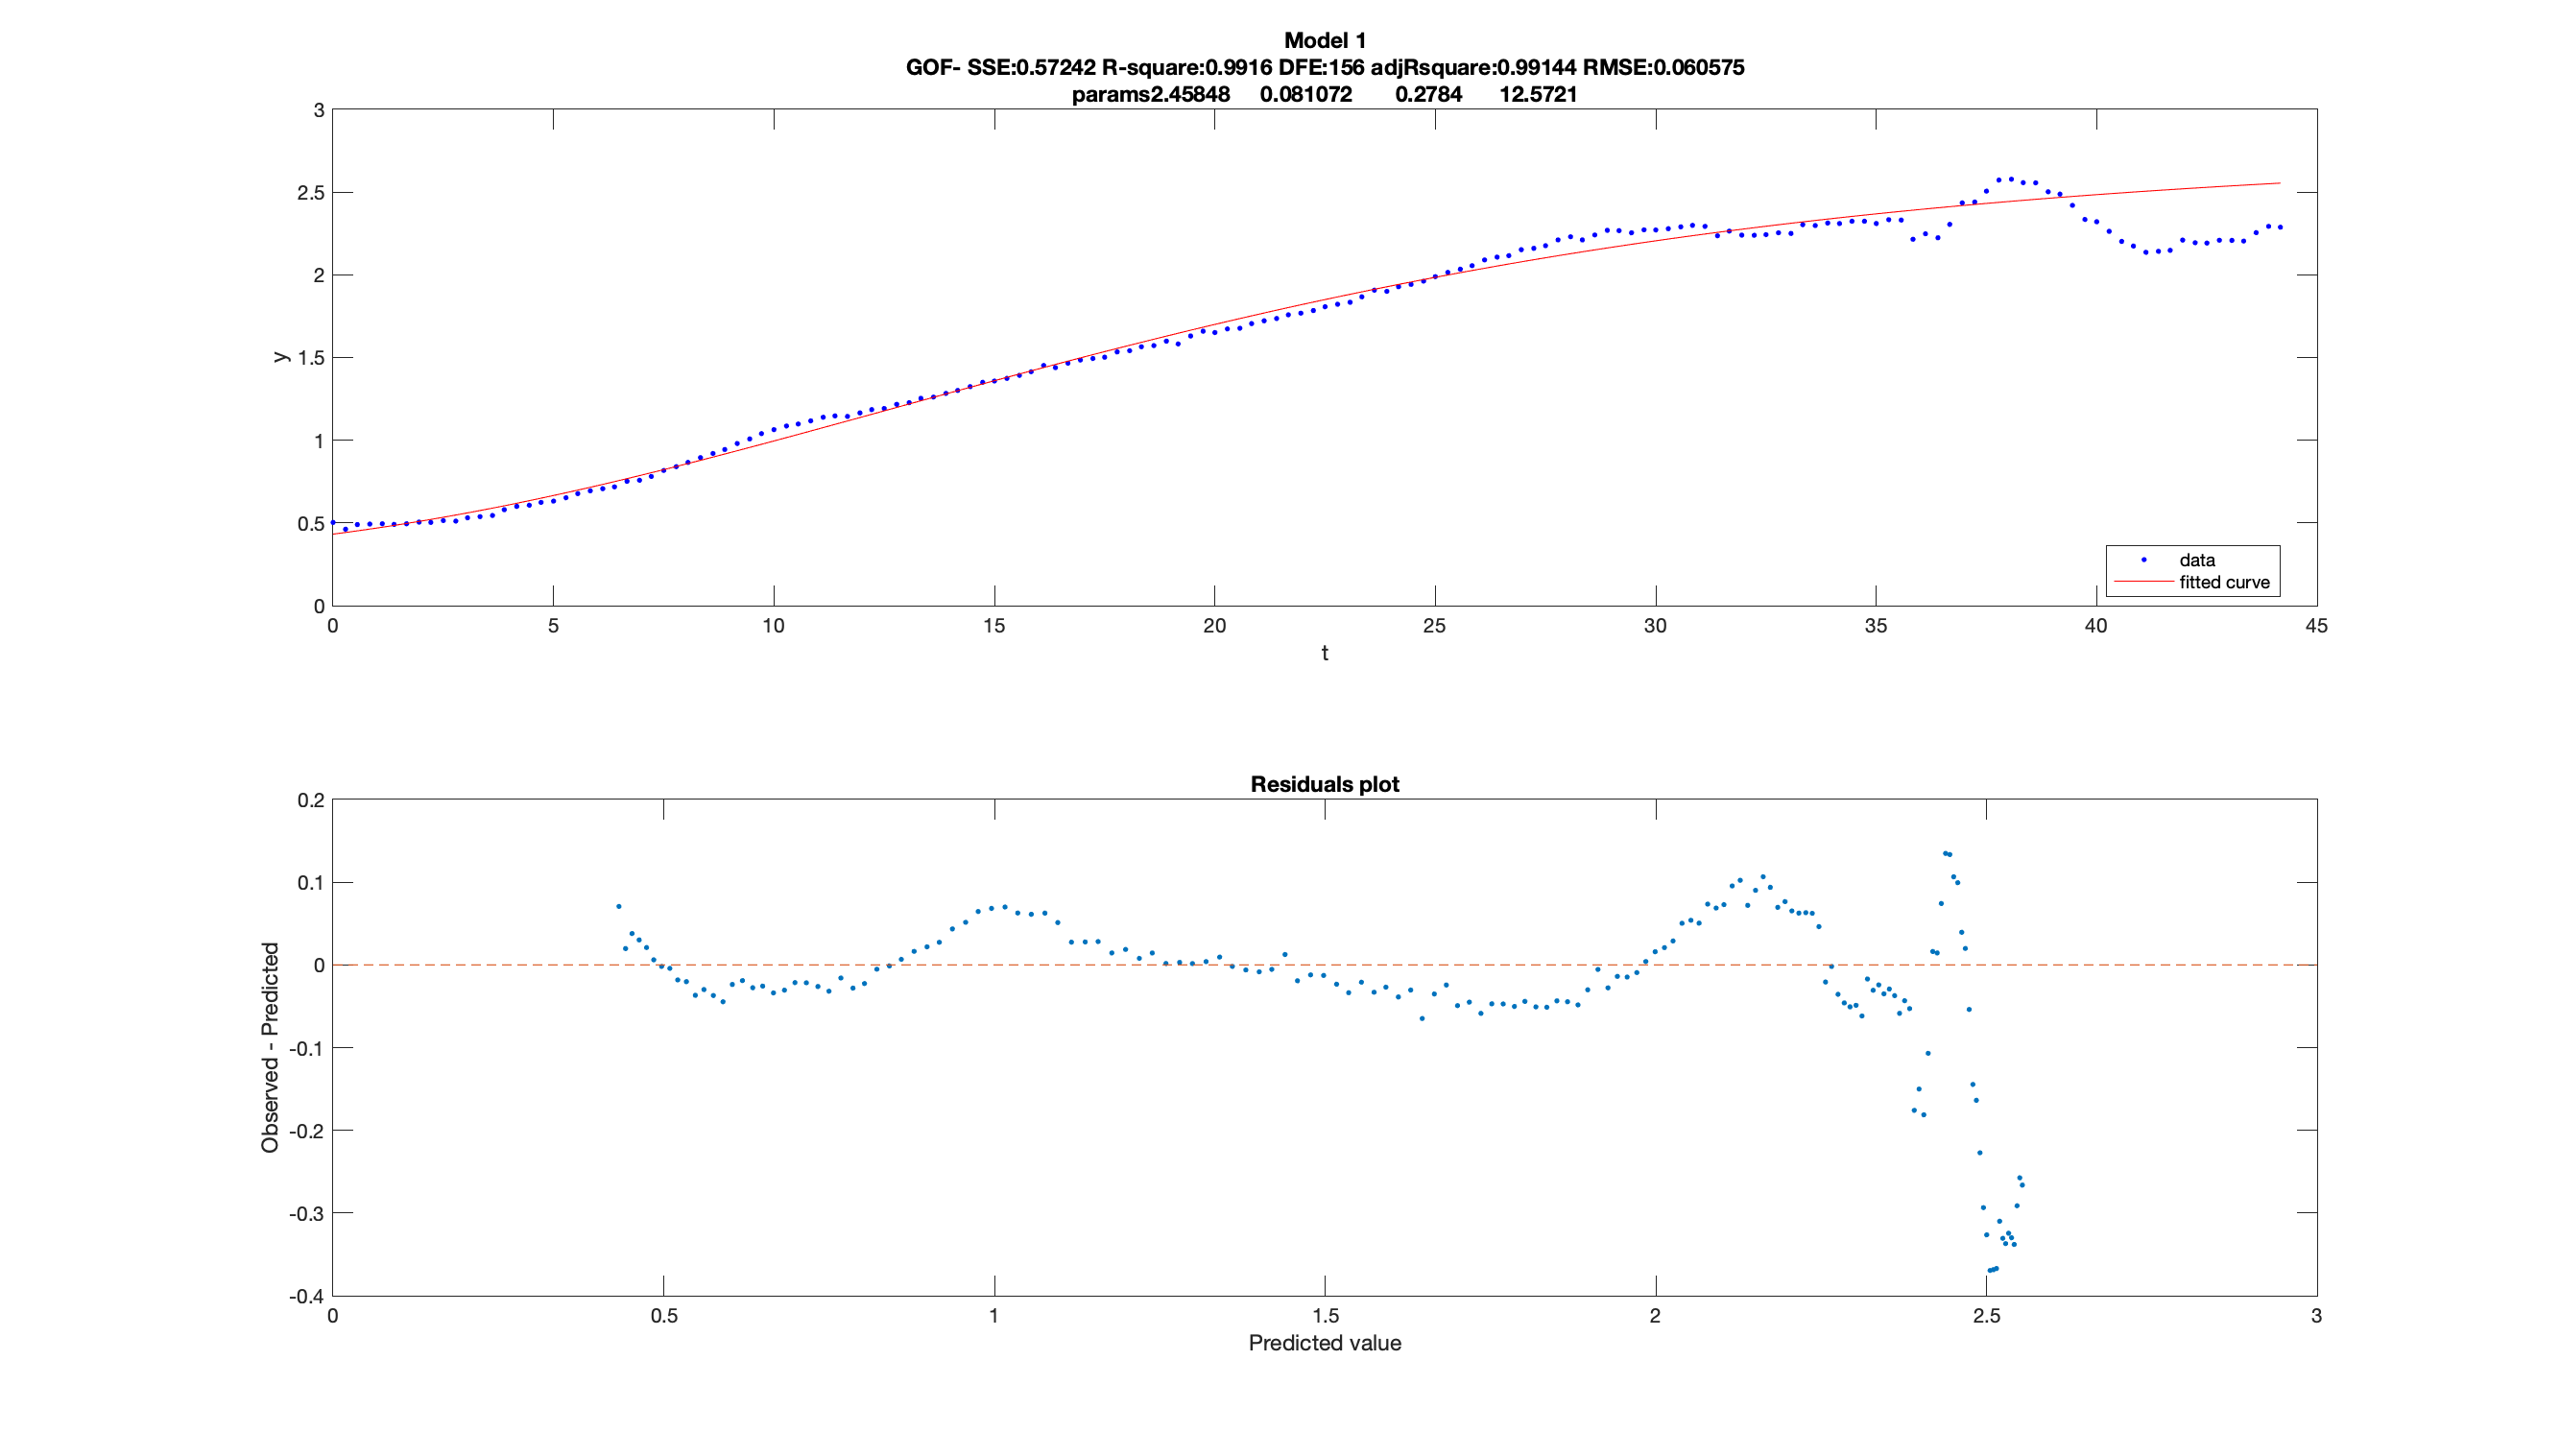 Model 1
GOF- SSE:0.57242 R-square:0.9916 DFE:156 adjRsquare:0.99144 RMSE:0.060575
params2.45848 0.081072 0.2784 12.5721
3
2.5
2
1.5
1
0.5
0
y
0 5 10 15 20 25 30 35 40 45
t
data
fitted curve
Residuals plot
0.2
0.1
0
-0.1
-0.2
-0.3
-0.4
Observed - Predicted
0 0.5 1 1.5 2 2.5 3
Predicted value